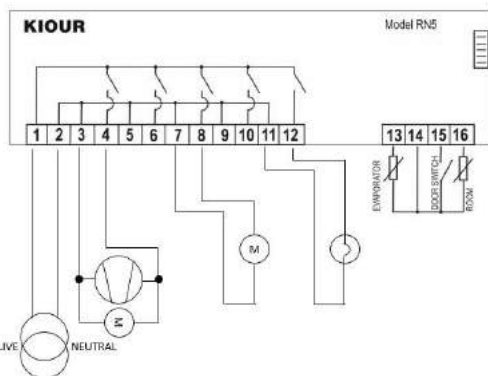 KIOUR
Model RN5
1 2 3 4 5 6 7 8 9 10 11 12
13 14 15 16
EVAPORATOR
DOOR SWITCH
ROOM
M
M
LIVE
NEUTRAL